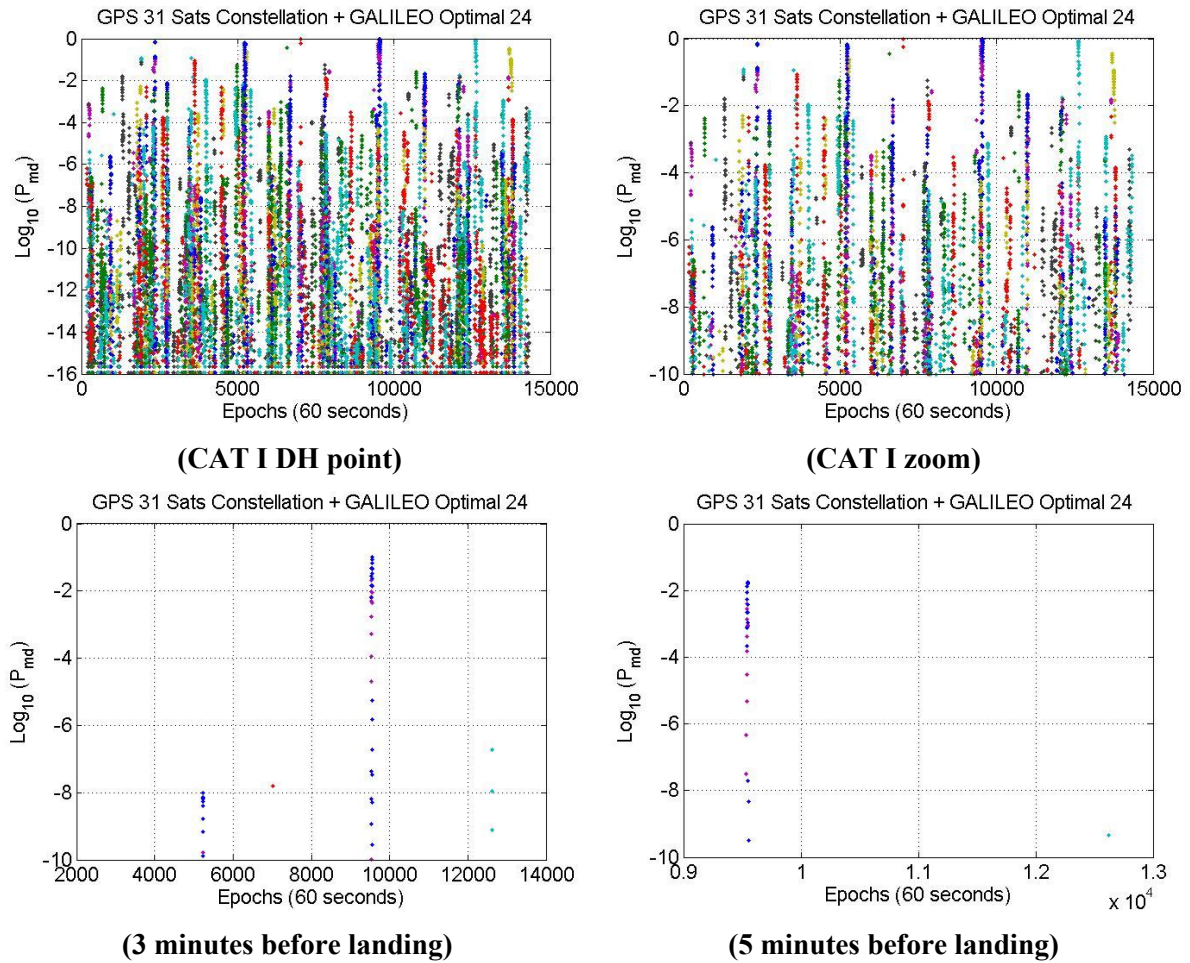 GPS 31 Sats Constellation + GALILEO Optimal 24
GPS 31 Sats Constellation + GALILEO Optimal 24
0
-2
-4
-6
-8
-10
-12
-14
-16
Log10 (Pmd)
0 5000 10000 15000
Epochs (60 seconds)
(CAT I DH point)
0
-2
-4
-6
-8
-10
Log10 (Pmd)
0 5000 10000 15000
Epochs (60 seconds)
(CAT I zoom)
GPS 31 Sats Constellation + GALILEO Optimal 24
GPS 31 Sats Constellation + GALILEO Optimal 24
0
-2
-4
-6
-8
-10
Log10 (Pmd)
2000 4000 6000 8000 10000 12000 14000
Epochs (60 seconds)
(3 minutes before landing)
0
-2
-4
-6
-8
-10
Log10 (Pmd)
0.9 1 1.1 1.2 1.3
Epochs (60 seconds)
x 10^4
(5 minutes before landing)